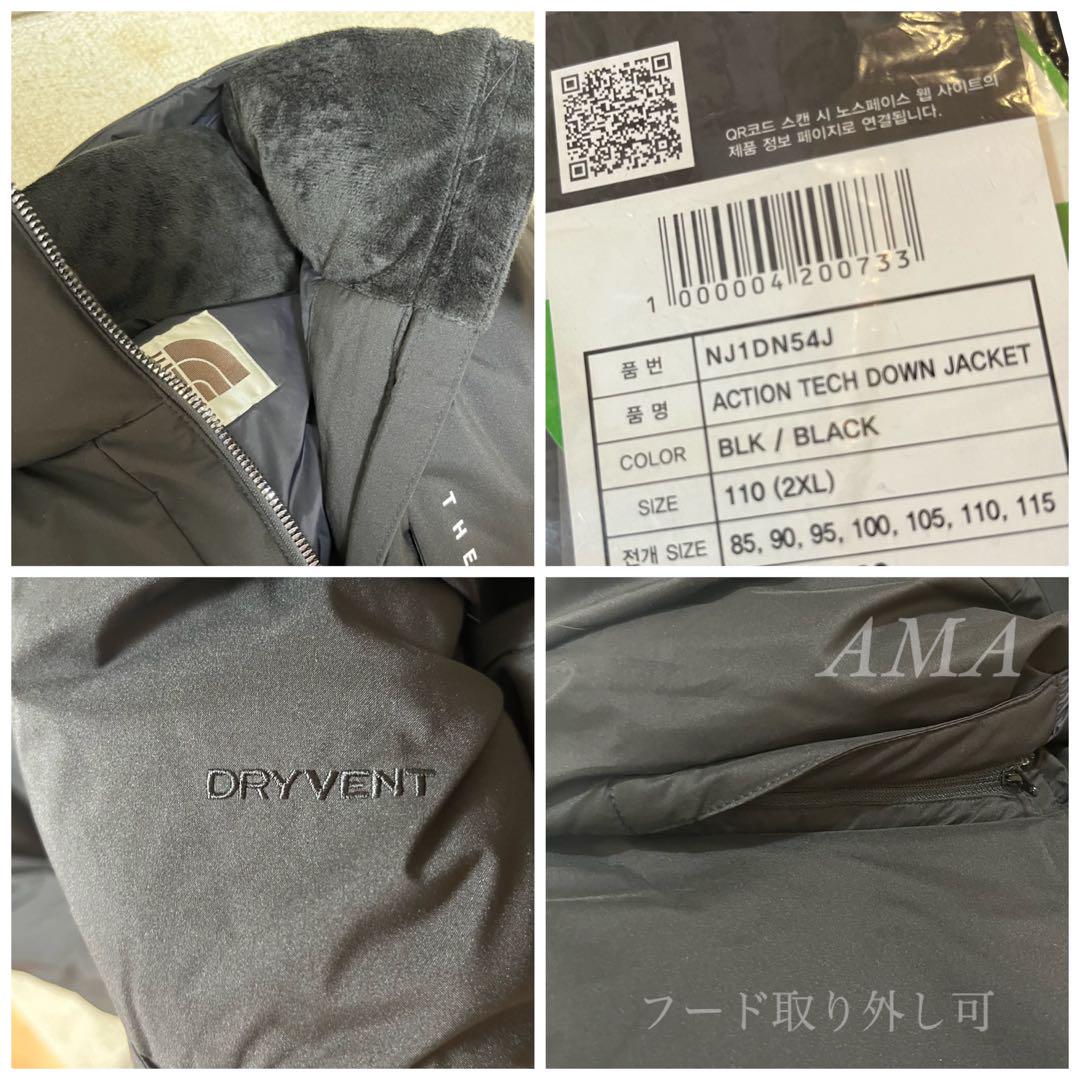 THE
QR코드 스캔 시 노스페이스 웹 사이트의
제품 정보 페이지로 연결됩니다.
1 000004 200733
품 번 NJ1DN54J
품 명 ACTION TECH DOWN JACKET
COLOR BLK / BLACK
SIZE 110 (2XL)
전개 SIZE 85, 90, 95, 100, 105, 110, 115
DRYVENT
AMA
フード取り外し可